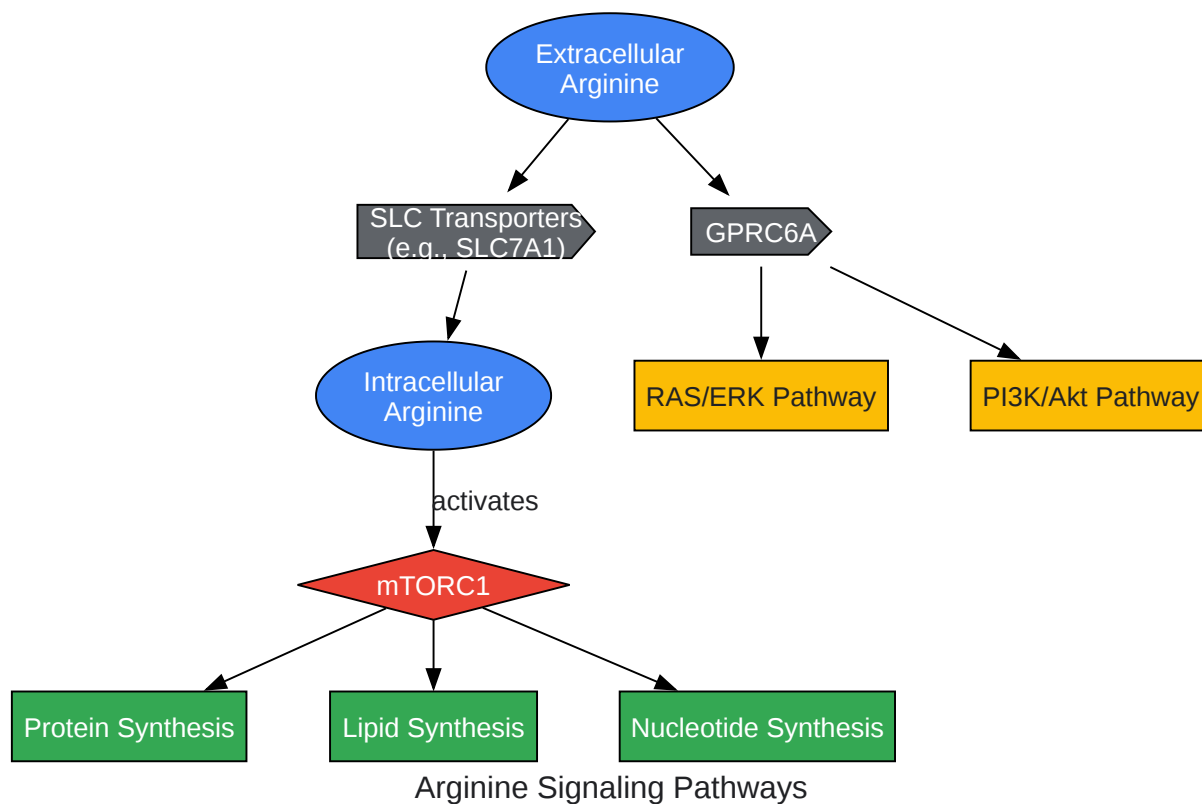 Extracellular
Arginine
SLC Transporters
(e.g., SLC7A1)
GPRC6A
Intracellular
Arginine
RAS/ERK Pathway
PI3K/Akt Pathway
activates
mTORC1
Protein Synthesis
Lipid Synthesis
Nucleotide Synthesis
Arginine Signaling Pathways